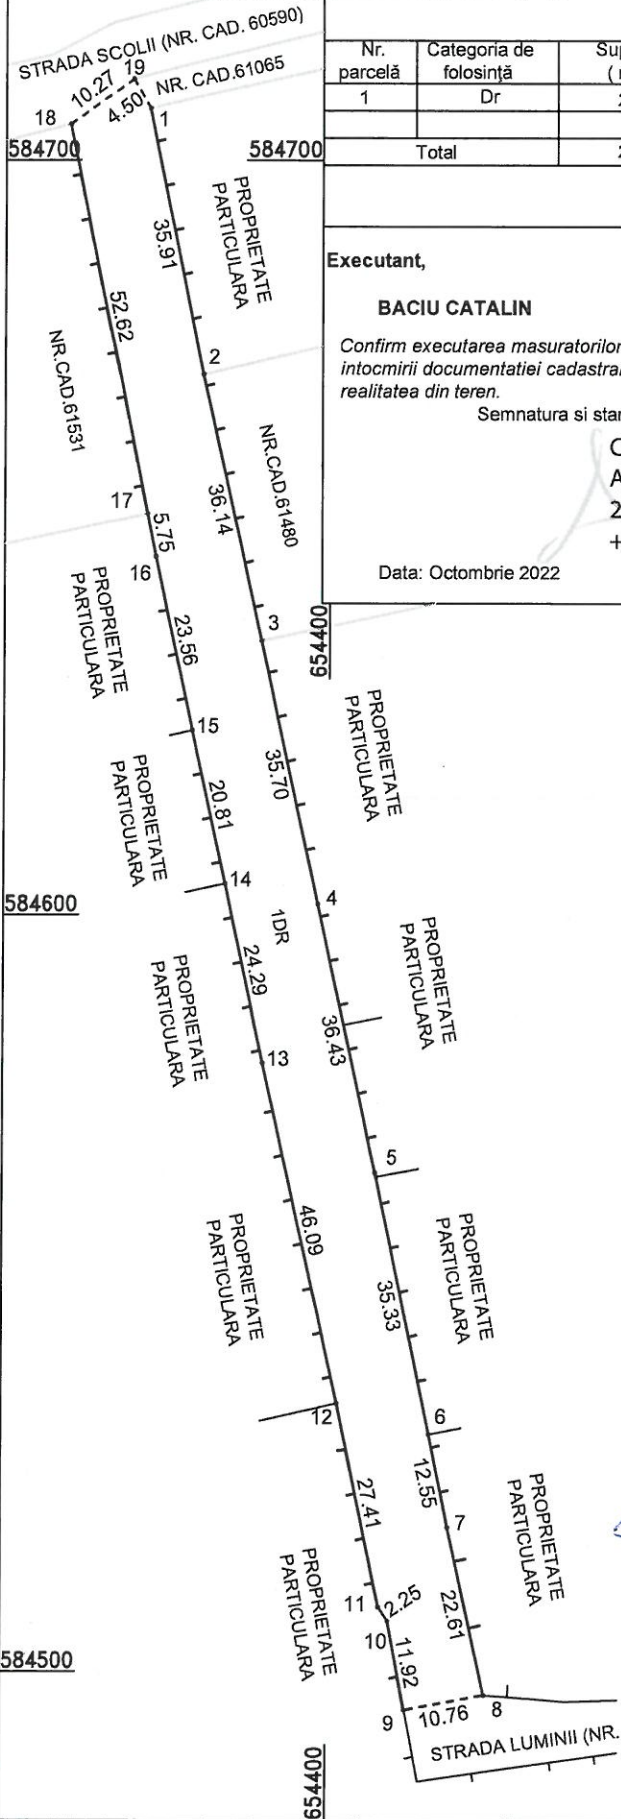 STRADA SCOLII (NR. CAD. 60590)
19
10.27
4.50
NR. CAD.61065
18
1
584700
584700
Nr. parcelă
Categoria de folosinţă
1
Dr
Total
Executant,
BACIU CATALIN
Confirm executarea masuratorilor
intocmirii documentatiei
realitatea din teren.
Semnatura si
Data: Octombrie 2022
PROPRIETATE
PARTICULARA
35.91
52.62
2
NR.CAD.61531
NR.CAD.61480
36.14
17
5.75
16
3
654400
PROPRIETATE
PARTICULARA
23.56
15
PROPRIETATE
PARTICULARA
35.70
PROPRIETATE
PARTICULARA
20.81
14
4
584600
1DR
24.29
PROPRIETATE
PARTICULARA
PROPRIETATE
PARTICULARA
36.43
13
5
46.09
PROPRIETATE
PARTICULARA
PROPRIETATE
PARTICULARA
35.33
12
6
12.55
27.41
7
PROPRIETATE
PARTICULARA
PROPRIETATE
PARTICULARA
11
2.25
22.61
10
11.92
584500
9
10.76
8
STRADA LUMINII (NR.
654400